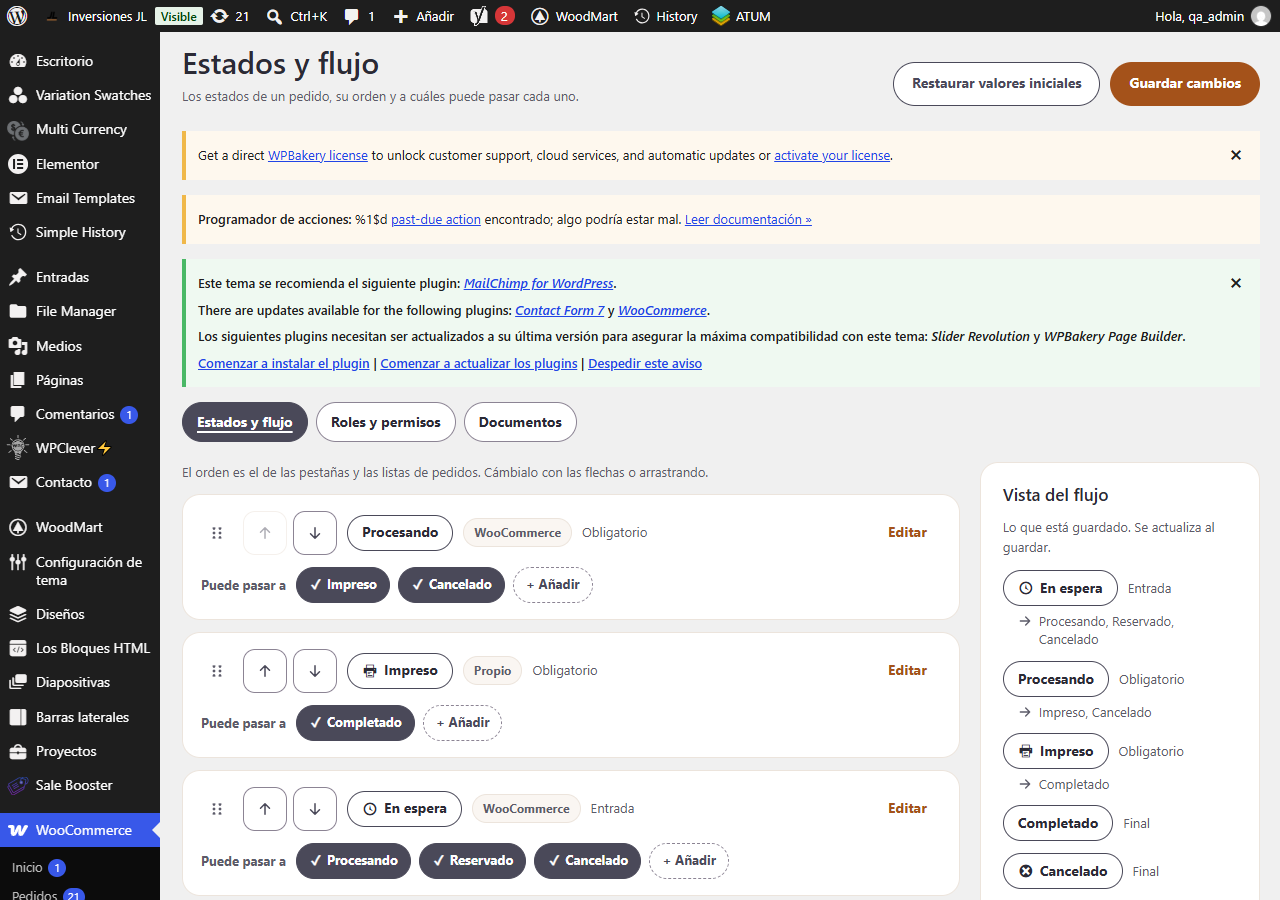 Inversiones JL Visible 21 Ctrl+K 1 Añadir 2 WoodMart History ATUM Hola, qa_admin
Escritorio
Variation Swatches
Multi Currency
Elementor
Email Templates
Simple History
Entradas
File Manager
Medios
Páginas
Comentarios 1
WPClever
Contacto 1
WoodMart
Configuración de
tema
Diseños
Los Bloques HTML
Diapositivas
Barras laterales
Proyectos
Sale Booster
WooCommerce
Inicio 1
Pedidos 21
Estados y flujo
Los estados de un pedido, su orden y a cuáles puede pasar cada uno.
Restaurar valores iniciales
Guardar cambios
Get a direct WPBakery license to unlock customer support, cloud services, and automatic updates or activate your license.
Programador de acciones: %1$d past-due action encontrado; algo podría estar mal. Leer documentación »
Este tema se recomienda el siguiente plugin: MailChimp for WordPress.
There are updates available for the following plugins: Contact Form 7 y WooCommerce.
Los siguientes plugins necesitan ser actualizados a su última versión para asegurar la máxima compatibilidad con este tema: Slider Revolution y WPBakery Page Builder.
Comenzar a instalar el plugin | Comenzar a actualizar los plugins | Despedir este aviso
Estados y flujo
Roles y permisos
Documentos
El orden es el de las pestañas y las listas de pedidos. Cámbialo con las flechas o arrastrando.
Procesando WooCommerce Obligatorio Editar
Puede pasar a ✓ Impreso ✓ Cancelado + Añadir
Impreso Propio Obligatorio Editar
Puede pasar a ✓ Completado + Añadir
En espera WooCommerce Entrada Editar
Puede pasar a ✓ Procesando ✓ Reservado ✓ Cancelado + Añadir
Vista del flujo
Lo que está guardado. Se actualiza al
guardar.
En espera Entrada
→ Procesando, Reservado,
Cancelado
Procesando Obligatorio
→ Impreso, Cancelado
Impreso Obligatorio
→ Completado
Completado Final
Cancelado Final